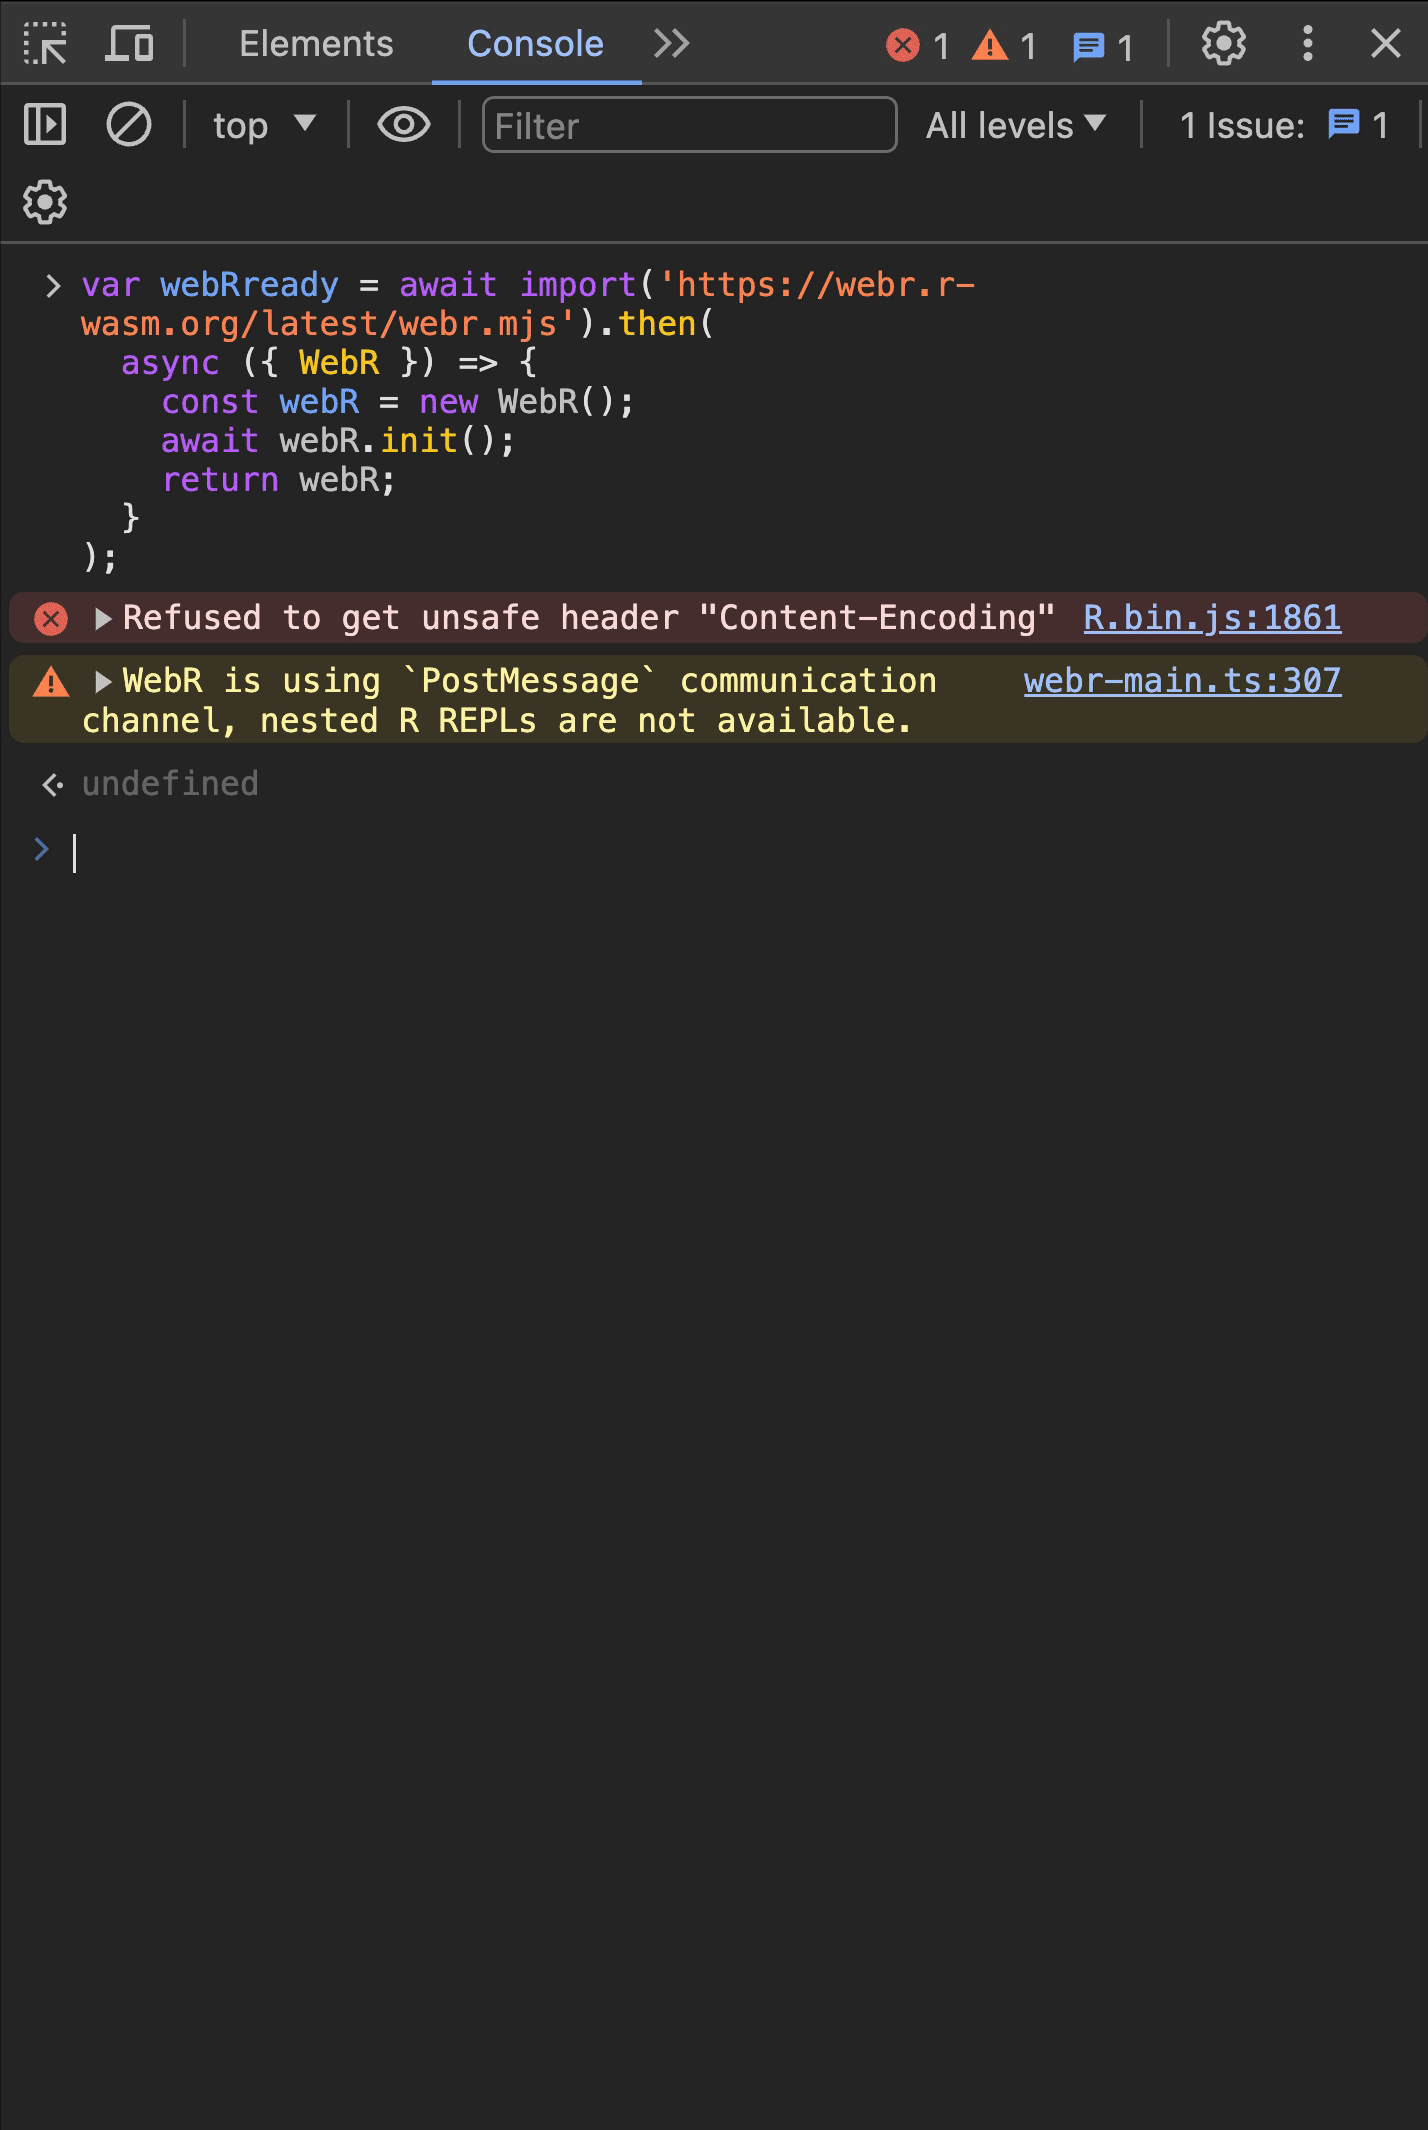 Elements Console 1 1 1
top Filter All levels 1 Issue: 1
var webRready = await import('https://webr.r-
wasm.org/latest/webr.mjs').then(
async ({ WebR }) => {
const webR = new WebR();
await webR.init();
return webR;
}
);
Refused to get unsafe header "Content-Encoding" R.bin.js:1861
WebR is using `PostMessage` communication webr-main.ts:307
channel, nested R REPLs are not available.
undefined